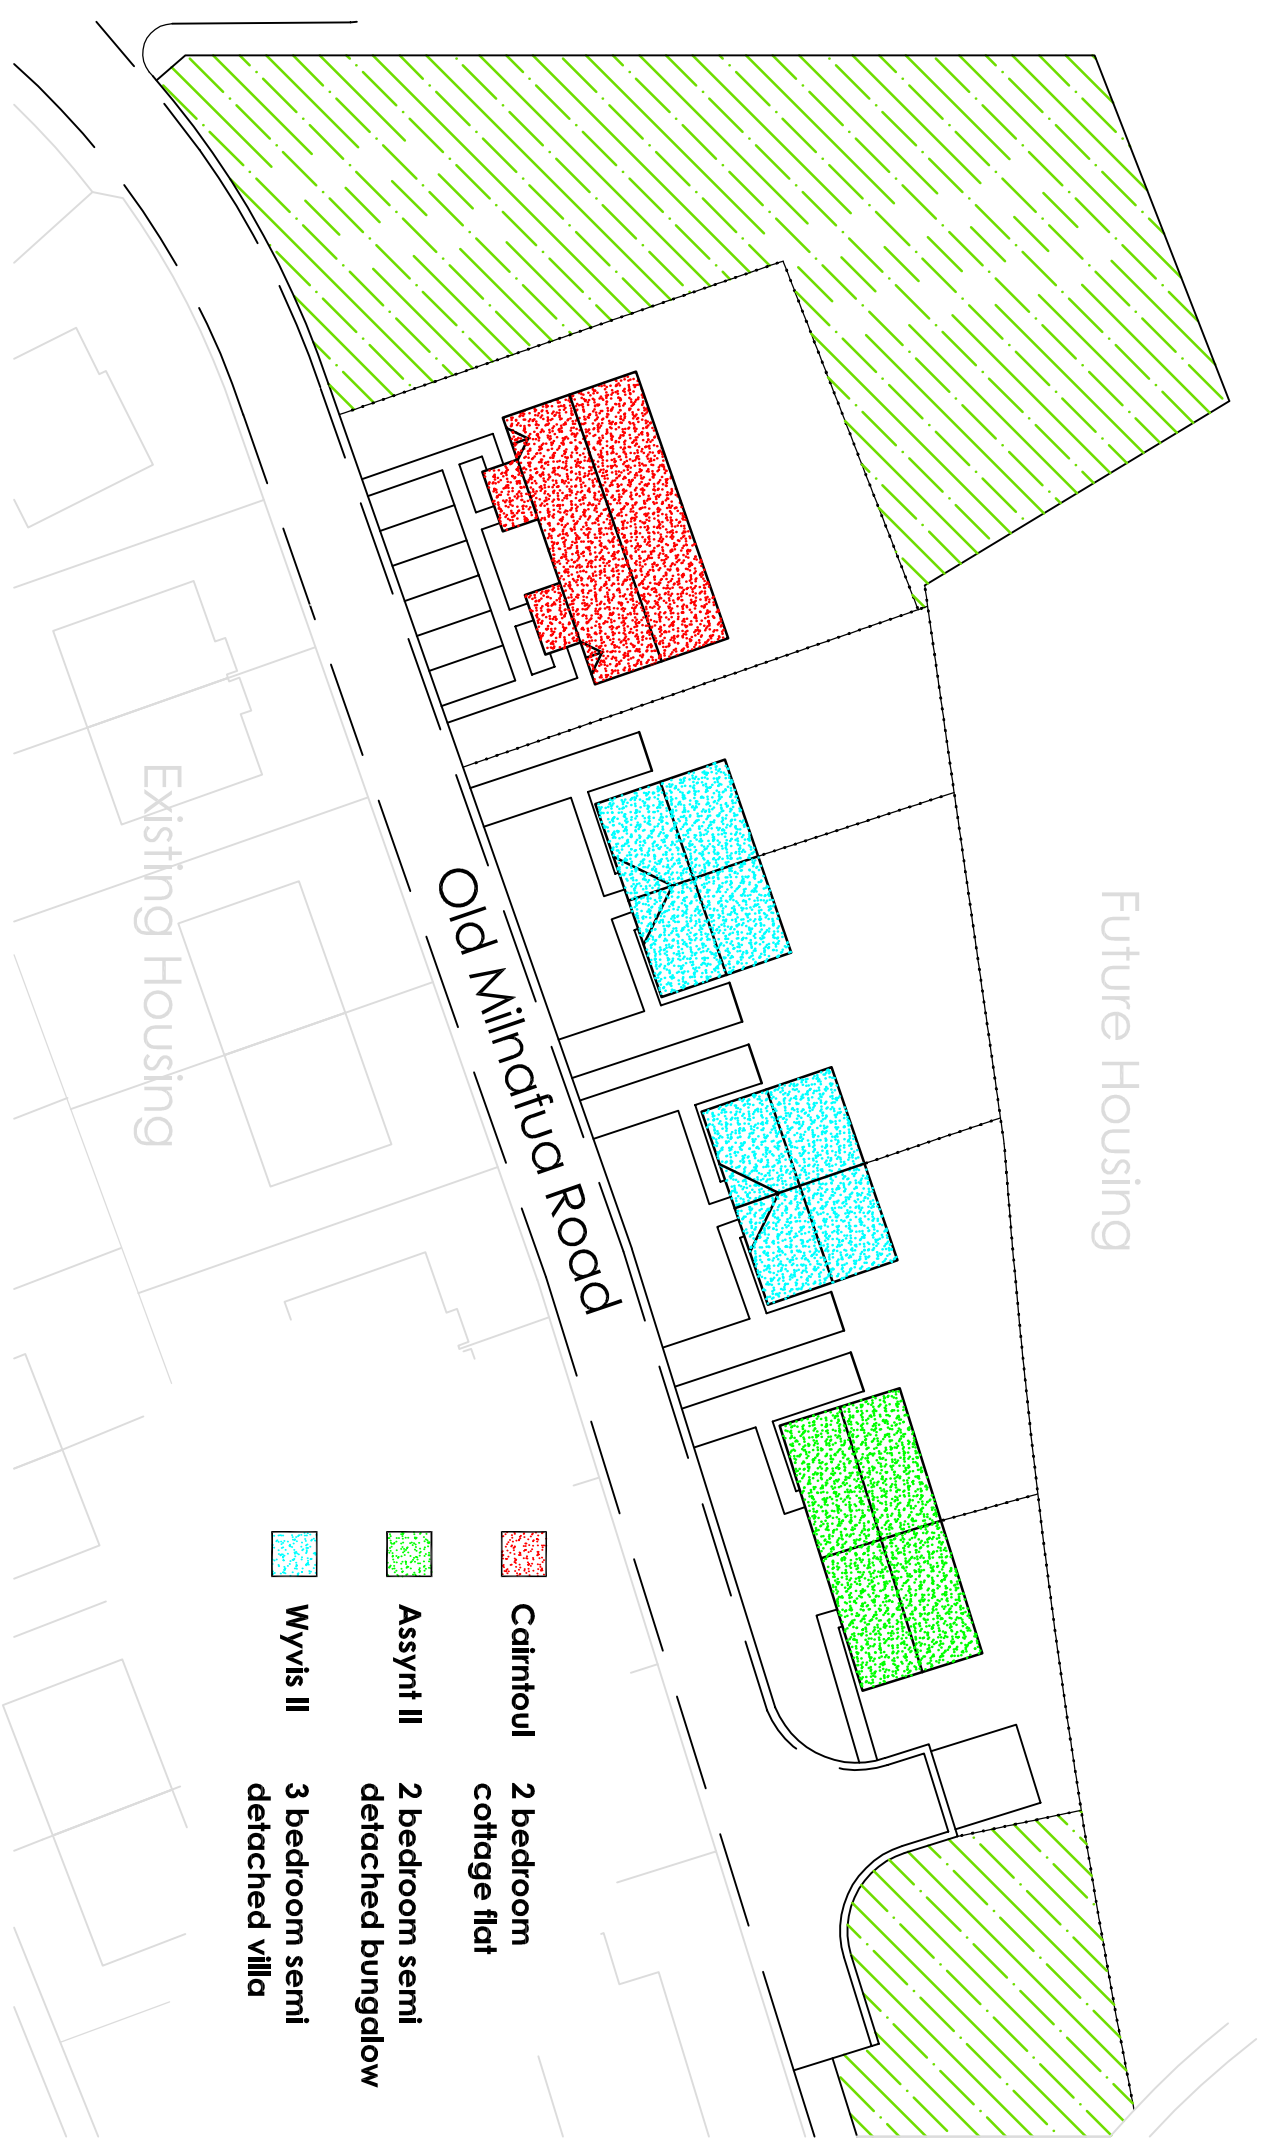 Future Housing
Old Milnafua Road
Existing Housing
Cairntoul 2 bedroom
cottage flat
Assynt II 2 bedroom semi
detached bungalow
Wyvis II 3 bedroom semi
detached villa